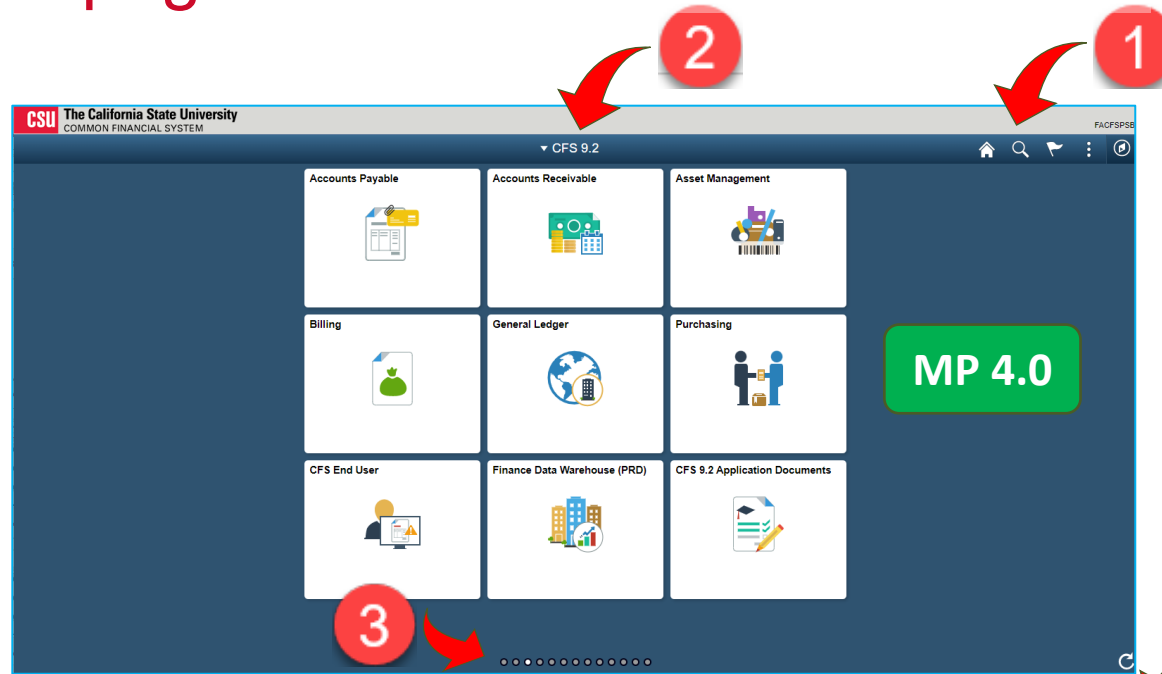 2
1
CSU The California State University
COMMON FINANCIAL SYSTEM
FACFSPSB
CFS 9.2
Accounts Payable
Accounts Receivable
Asset Management
Billing
General Ledger
Purchasing
MP 4.0
CFS End User
Finance Data Warehouse (PRD)
CFS 9.2 Application Documents
3